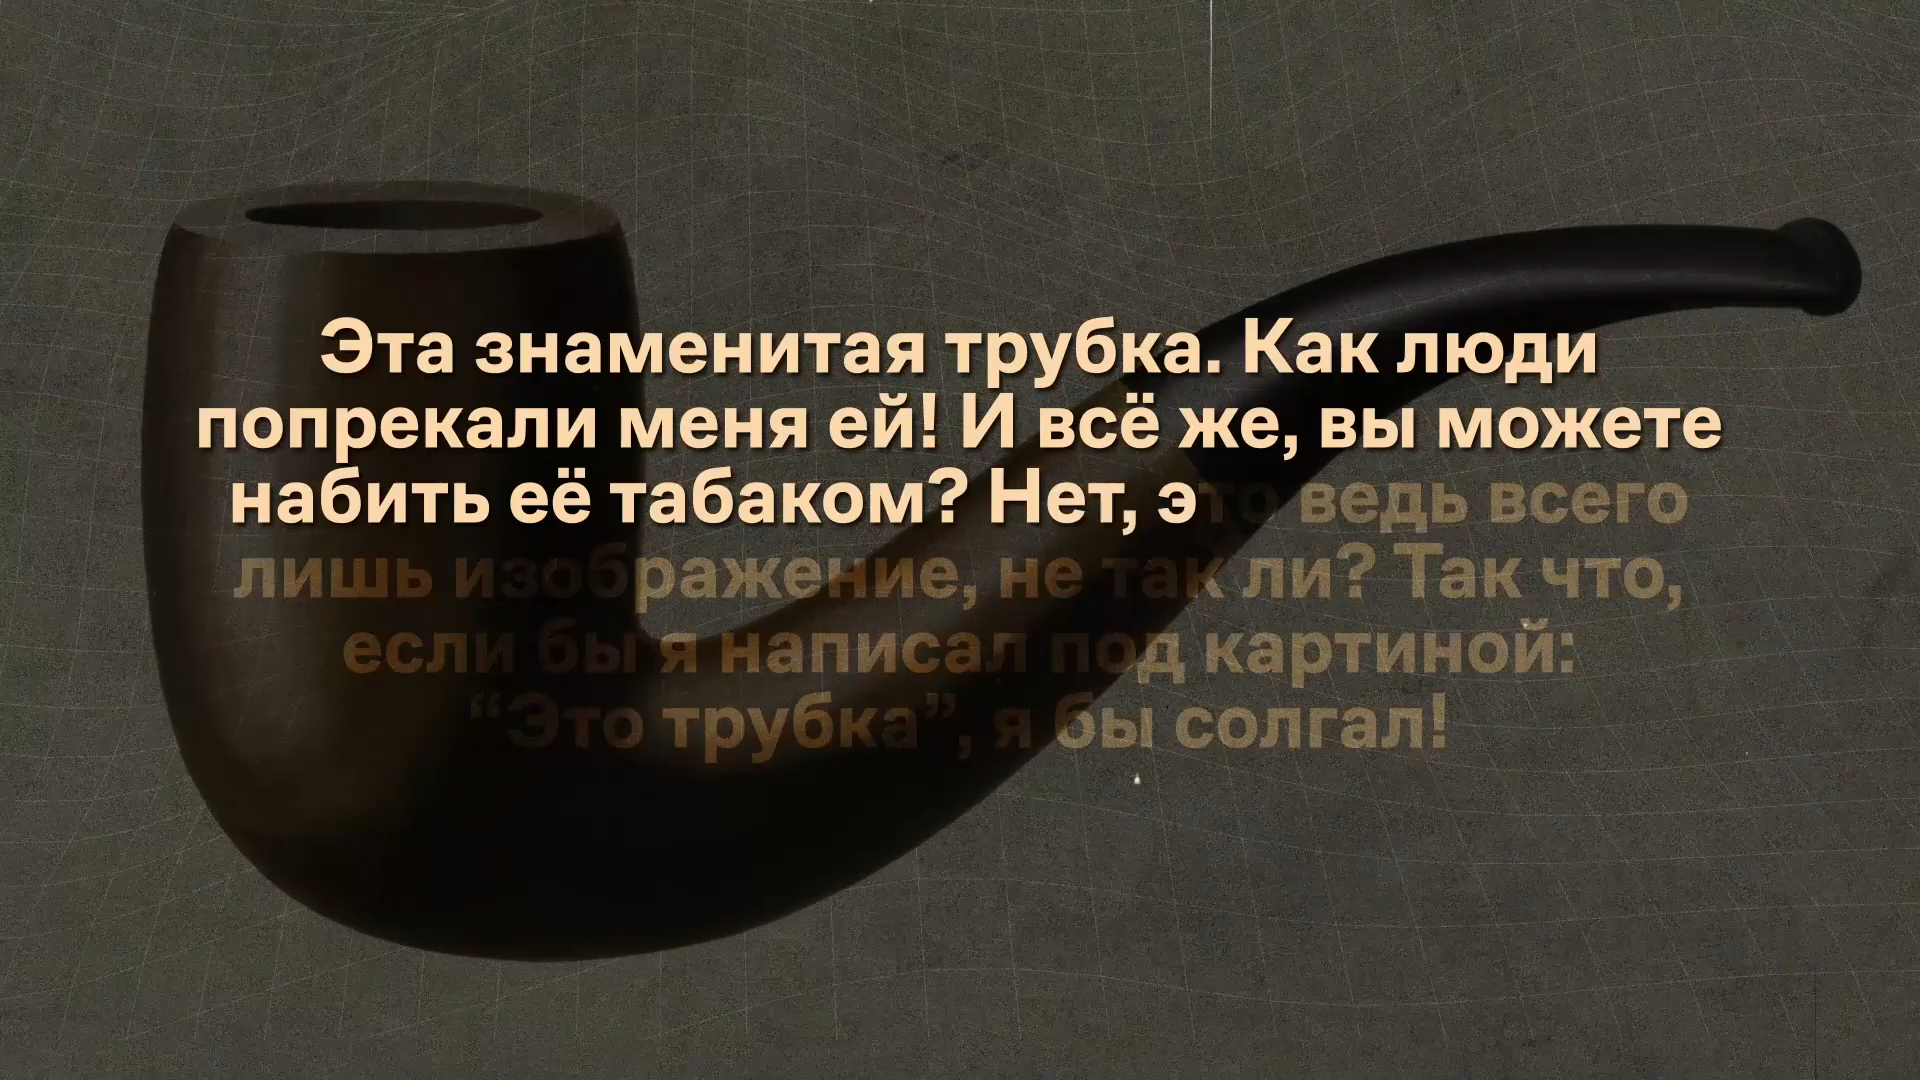 Эта знаменитая трубка. Как люди
попрекали меня ей! И всё же, вы можете
набить её табаком? Нет, это ведь всего
лишь изображение, не так ли? Так что,
если бы я написал под картиной:
“Это трубка”, я бы солгал!